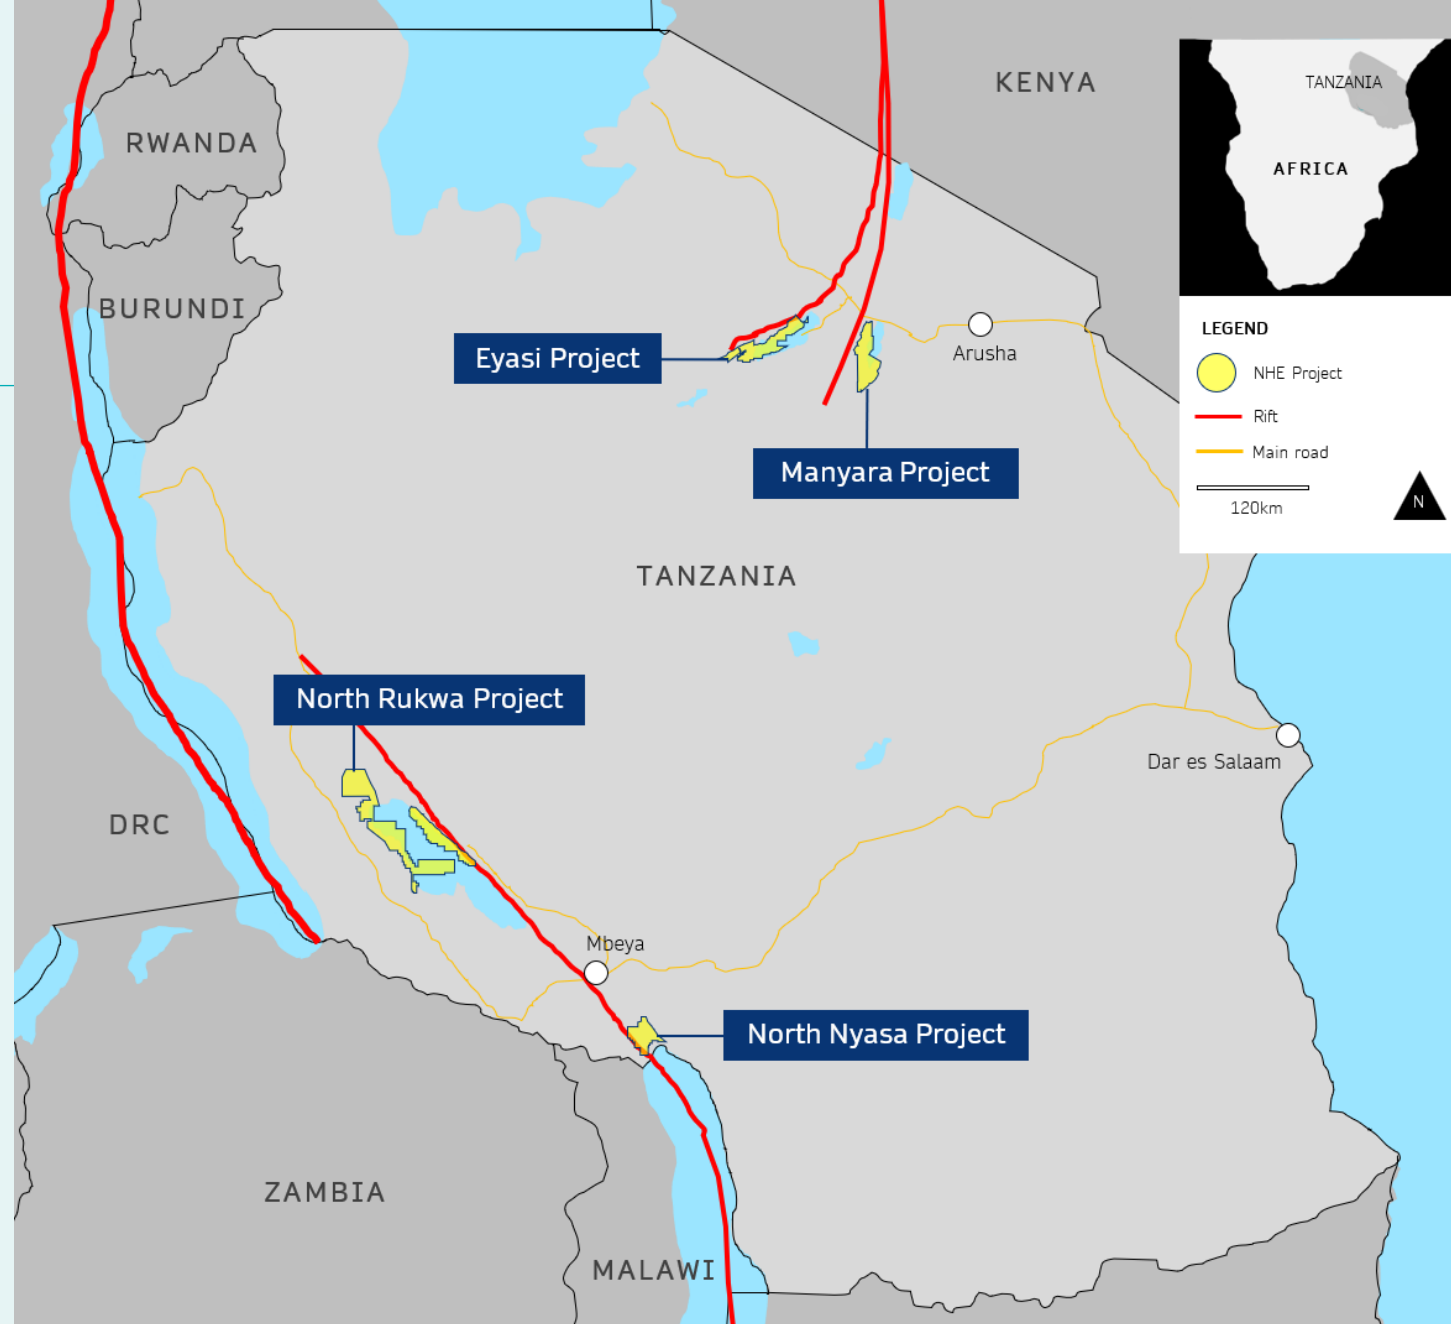 KENYA
TANZANIA
RWANDA
AFRICA
BURUNDI
LEGEND
Eyasi Project
Arusha
NHE Project
Rift
Main road
Manyara Project
N
120km
TANZANIA
North Rukwa Project
Dar es Salaam
DRC
Mbeya
North Nyasa Project
ZAMBIA
MALAWI